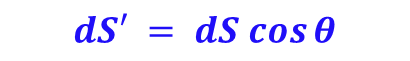 dS′ = dS cos θ